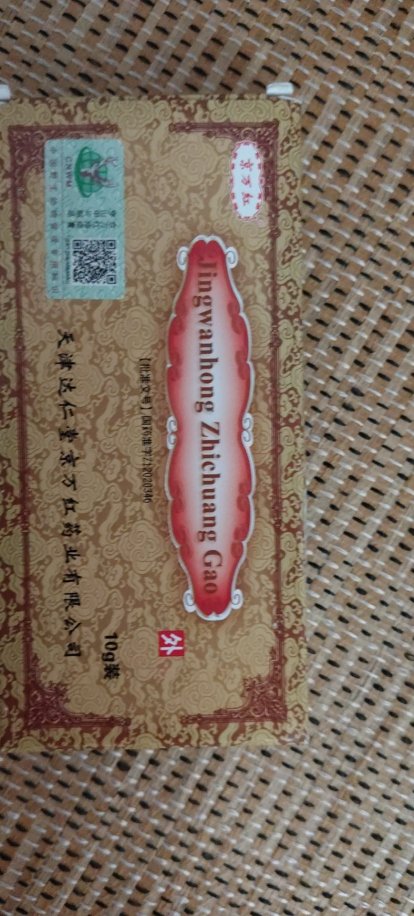 京万红
CNWM
Jingwanhong Zhichuang Gao
【批准文号】国药准字Z12020346
外
10g装
天津达仁堂京万红药业有限公司